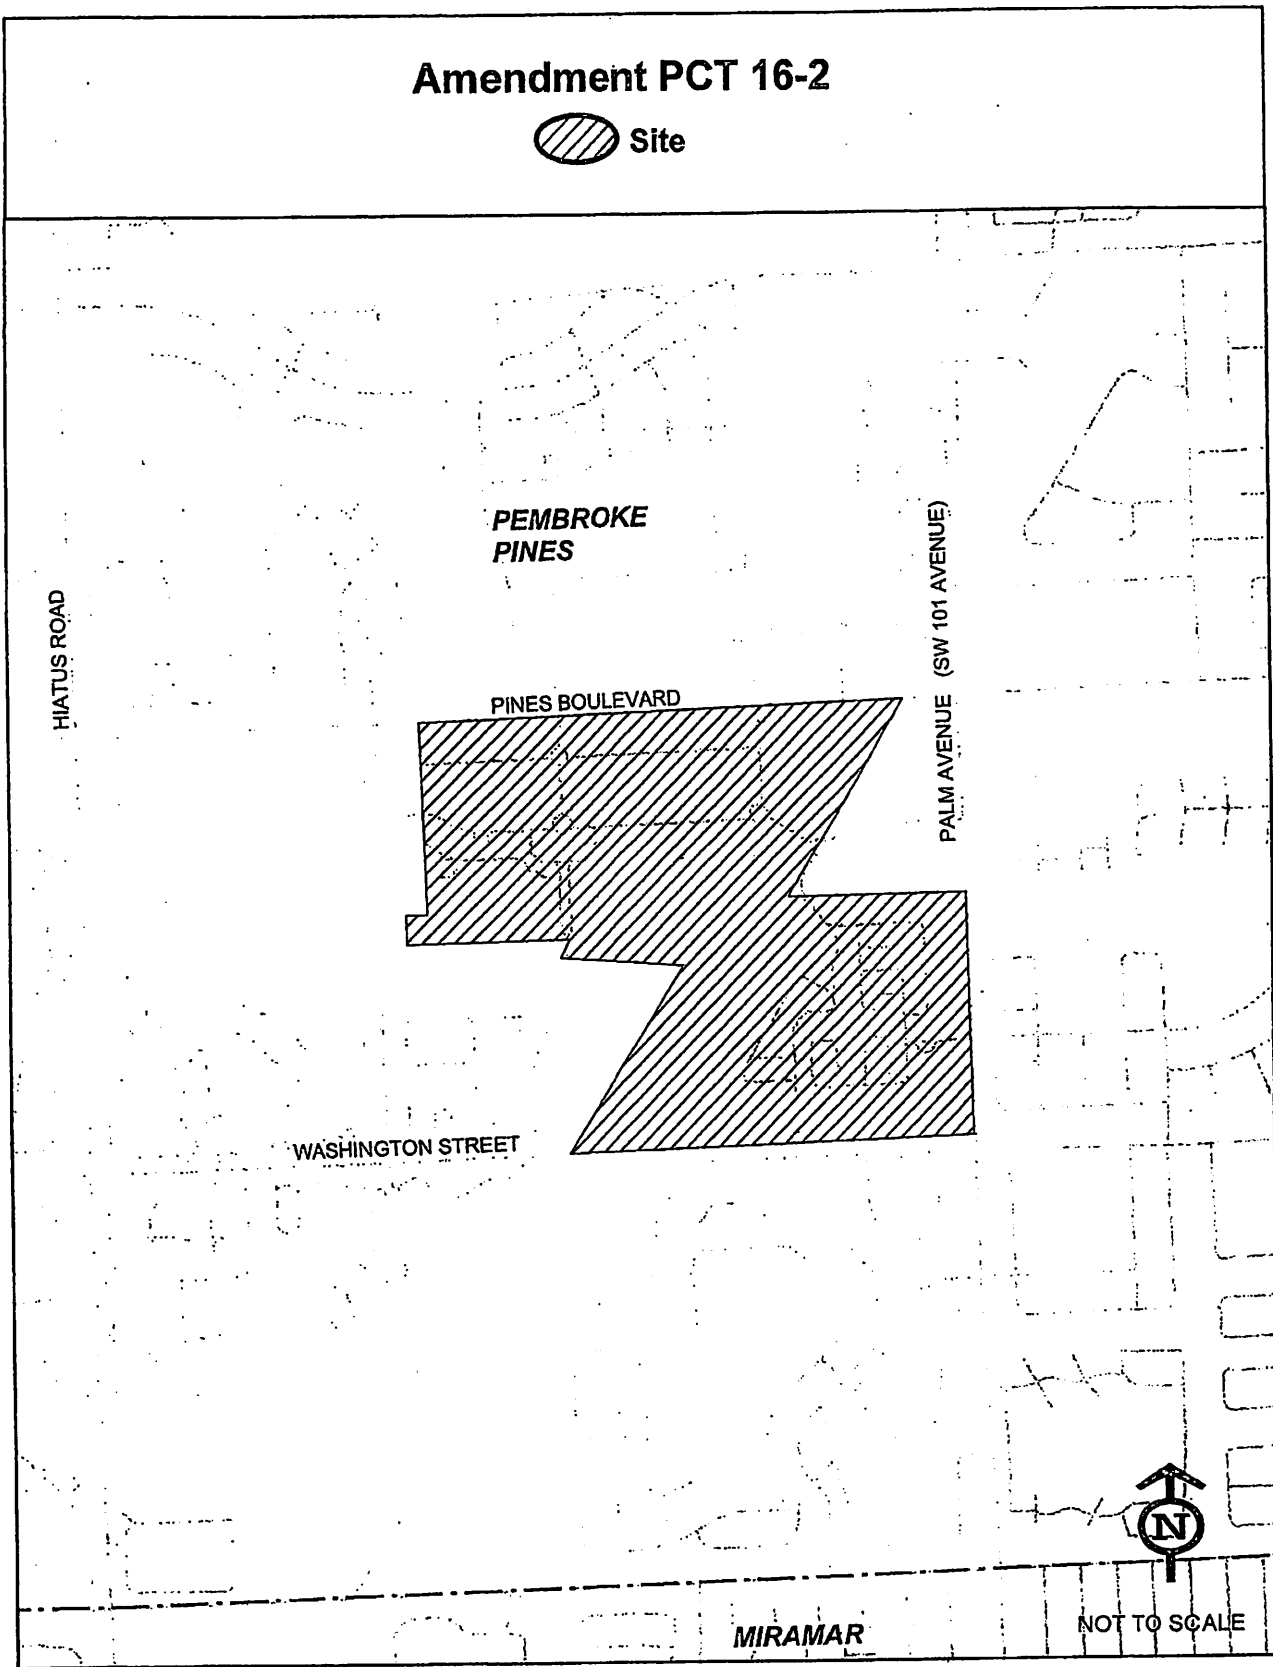 Amendment PCT 16-2
Site
PEMBROKE
PINES
HIATUS ROAD
PALM AVENUE (SW 101 AVENUE)
PINES BOULEVARD
WASHINGTON STREET
N
MIRAMAR
NOT TO SCALE